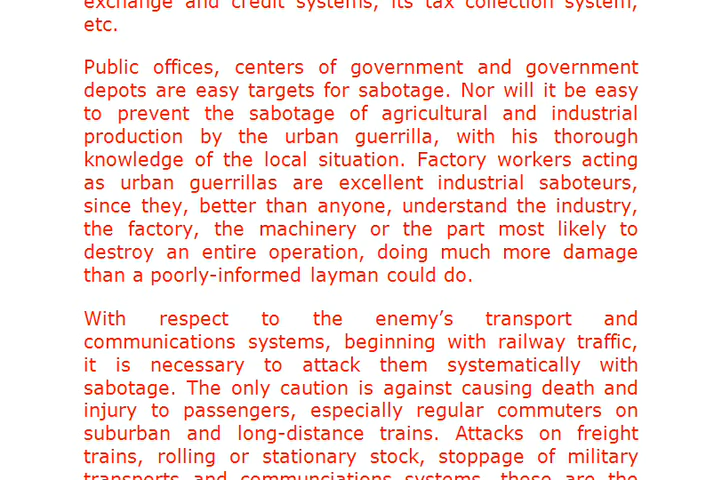 exchange and credit systems, its tax collection system,
etc.
Public offices, centers of government and government
depots are easy targets for sabotage. Nor will it be easy
to prevent the sabotage of agricultural and industrial
production by the urban guerrilla, with his thorough
knowledge of the local situation. Factory workers acting
as urban guerrillas are excellent industrial saboteurs,
since they, better than anyone, understand the industry,
the factory, the machinery or the part most likely to
destroy an entire operation, doing much more damage
than a poorly-informed layman could do.
With respect to the enemy’s transport and
communications systems, beginning with railway traffic,
it is necessary to attack them systematically with
sabotage. The only caution is against causing death and
injury to passengers, especially regular commuters on
suburban and long-distance trains. Attacks on freight
trains, rolling or stationary stock, stoppage of military
transports and communciations systems, these are the